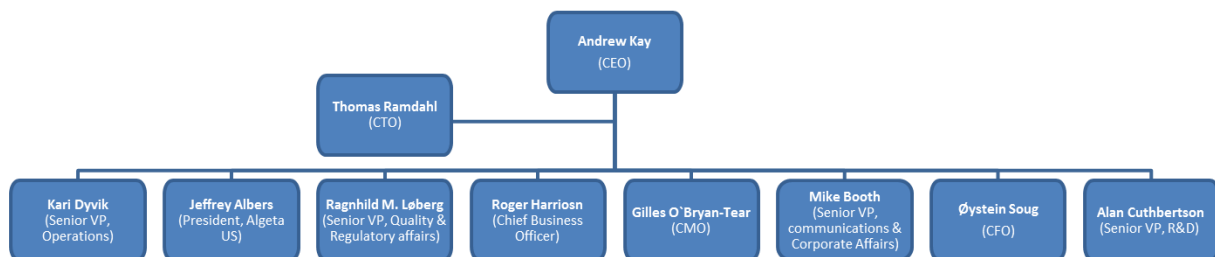 Andrew Kay
(CEO)
Thomas Ramdahl
(CTO)
Kari Dyvik
(Senior VP,
Operations)
Jeffrey Albers
(President, Algeta
US)
Ragnhild M. Løberg
(Senior VP, Quality &
Regulatory affairs)
Roger Harriosn
(Chief Business
Officer)
Gilles O`Bryan-Tear
(CMO)
Mike Booth
(Senior VP,
communications &
Corporate Affairs)
Øystein Soug
(CFO)
Alan Cuthbertson
(Senior VP, R&D)